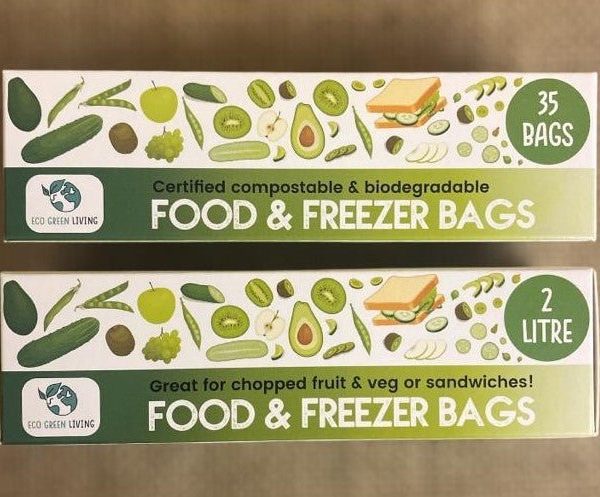 35
BAGS
Certified compostable & biodegradable
FOOD & FREEZER BAGS
ECO GREEN LIVING
2
LITRE
Great for chopped fruit & veg or sandwiches!
FOOD & FREEZER BAGS
ECO GREEN LIVING